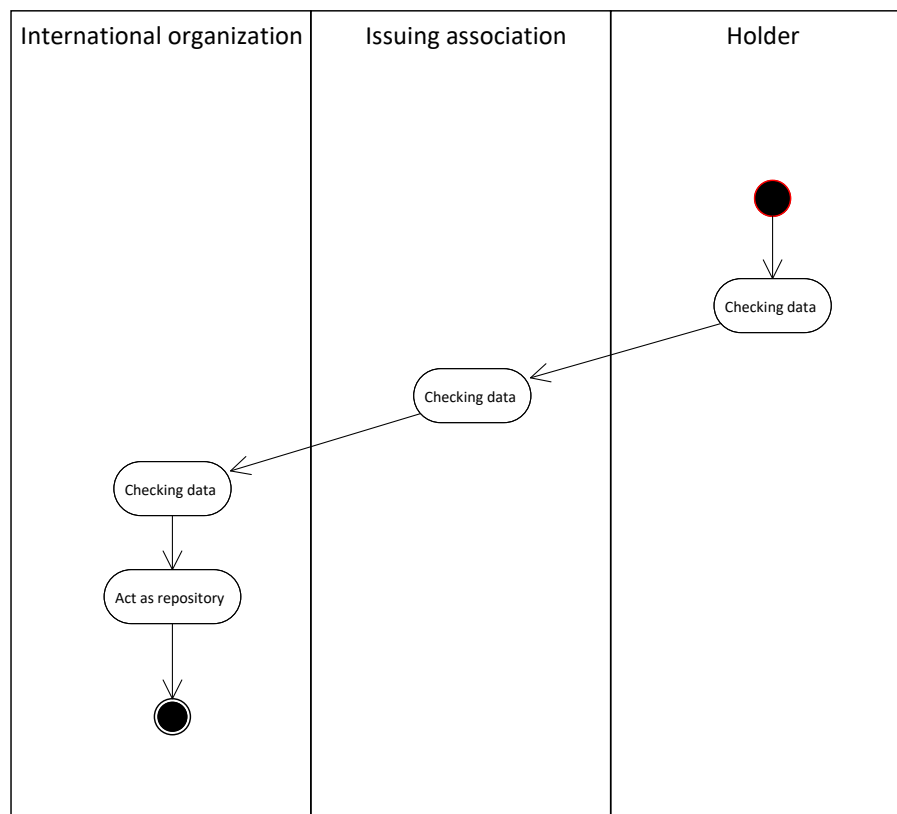 International organization
Issuing association
Holder
Checking data
Checking data
Checking data
Act as repository